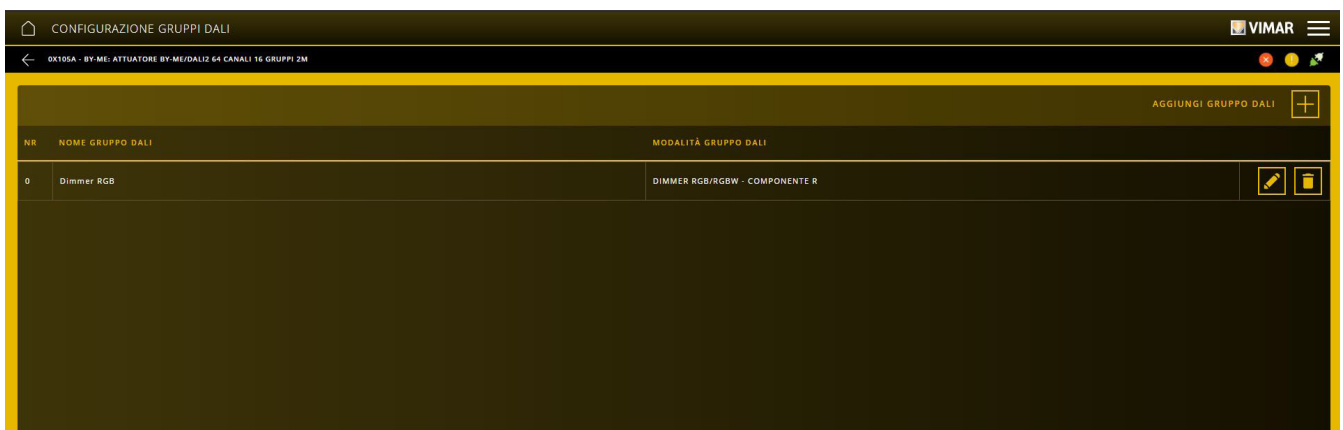 CONFIGURAZIONE GRUPPI DALI VIMAR
0X105A - BY-ME: ATTUATORE BY-ME/DALI2 64 CANALI 16 GRUPPI 2M
AGGIUNGI GRUPPO DALI
NR NOME GRUPPO DALI MODALITÀ GRUPPO DALI
0 Dimmer RGB DIMMER RGB/RGBW - COMPONENTE R